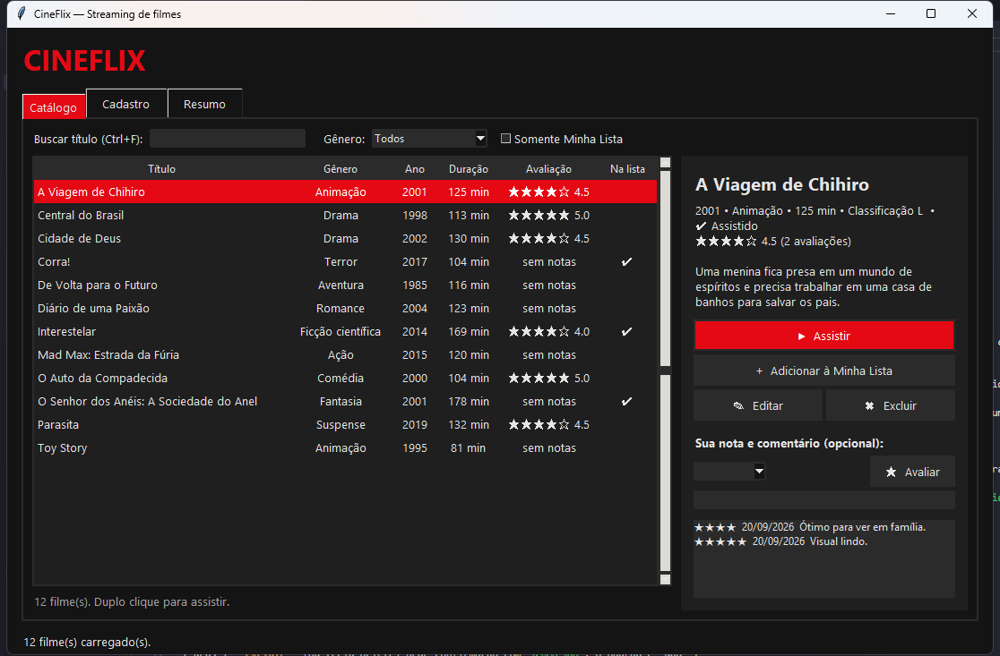 CineFlix — Streaming de filmes
CINEFLIX
Catálogo Cadastro Resumo
Buscar título (Ctrl+F): Gênero: Todos Somente Minha Lista
Título Gênero Ano Duração Avaliação Na lista
A Viagem de Chihiro Animação 2001 125 min ★★★★☆ 4.5
Central do Brasil Drama 1998 113 min ★★★★★ 5.0
Cidade de Deus Drama 2002 130 min ★★★★☆ 4.5
Corra! Terror 2017 104 min sem notas ✔
De Volta para o Futuro Aventura 1985 116 min sem notas
Diário de uma Paixão Romance 2004 123 min sem notas
Interestelar Ficção científica 2014 169 min ★★★★☆ 4.0 ✔
Mad Max: Estrada da Fúria Ação 2015 120 min sem notas
O Auto da Compadecida Comédia 2000 104 min ★★★★★ 5.0
O Senhor dos Anéis: A Sociedade do Anel Fantasia 2001 178 min sem notas ✔
Parasita Suspense 2019 132 min ★★★★☆ 4.5
Toy Story Animação 1995 81 min sem notas
12 filme(s). Duplo clique para assistir.
A Viagem de Chihiro
2001 • Animação • 125 min • Classificação L •
✔ Assistido
★★★★☆ 4.5 (2 avaliações)
Uma menina fica presa em um mundo de
espíritos e precisa trabalhar em uma casa de
banhos para salvar os pais.
► Assistir
+ Adicionar à Minha Lista
✎ Editar ✖ Excluir
Sua nota e comentário (opcional):
★ Avaliar
★★★★ 20/09/2026 Ótimo para ver em família.
★★★★★ 20/09/2026 Visual lindo.
12 filme(s) carregado(s).